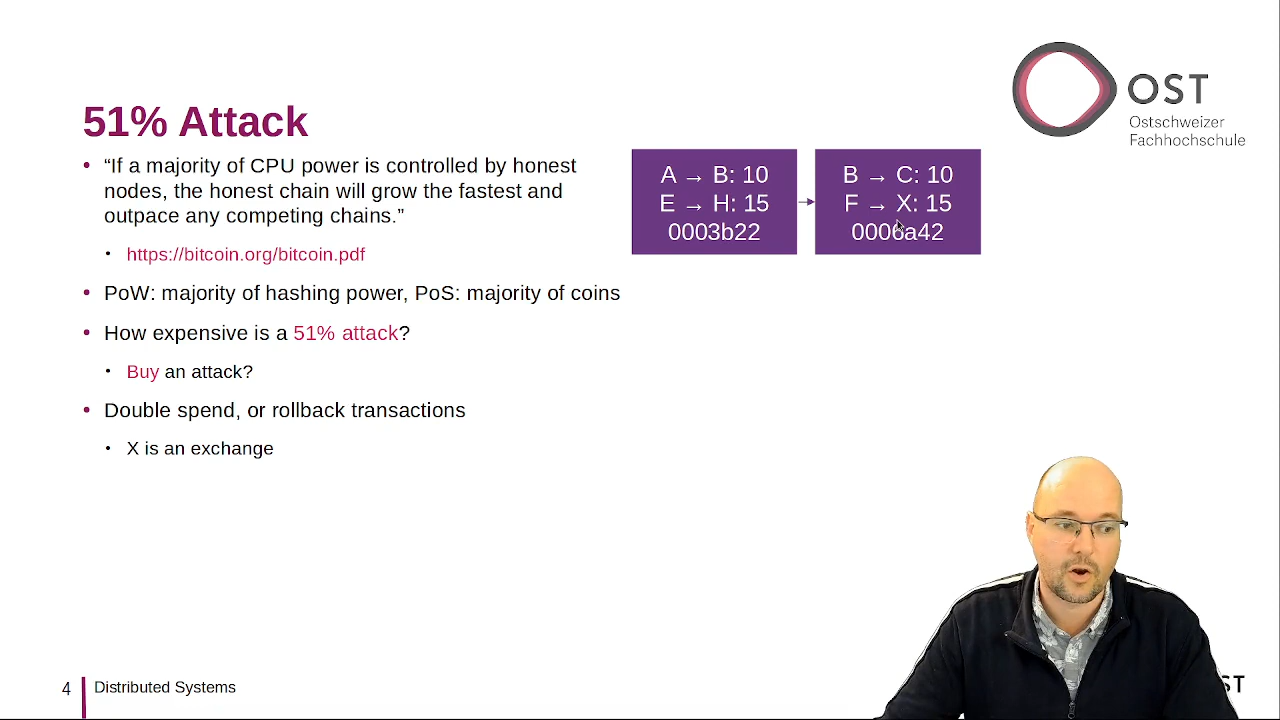 OST
Ostschweizer
Fachhochschule
51% Attack
• “If a majority of CPU power is controlled by honest
nodes, the honest chain will grow the fastest and
outpace any competing chains.”
• https://bitcoin.org/bitcoin.pdf
• PoW: majority of hashing power, PoS: majority of coins
• How expensive is a 51% attack?
• Buy an attack?
• Double spend, or rollback transactions
• X is an exchange
A → B: 10
E → H: 15
0003b22
B → C: 10
F → X: 15
0006a42
4
Distributed Systems
ST